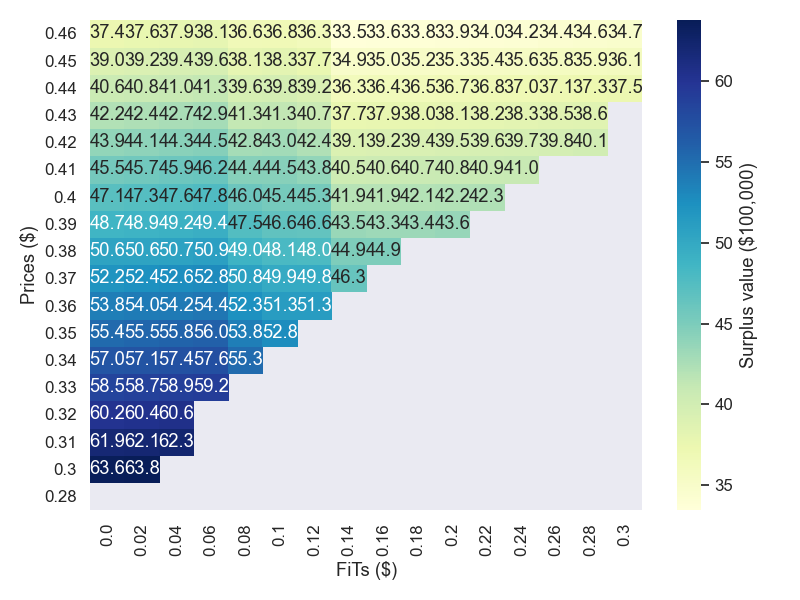 0.46 37.4 37.6 37.9 38.1 36.6 36.8 36.3 33.5 33.6 33.8 33.9 34.0 34.2 34.4 34.6 34.7
0.45 39.0 39.2 39.4 39.6 38.1 38.3 37.7 34.9 35.0 35.2 35.3 35.4 35.6 35.8 35.9 36.1
0.44 40.6 40.8 41.0 41.3 39.6 39.8 39.2 36.3 36.4 36.5 36.7 36.8 37.0 37.1 37.3 37.5
0.43 42.2 42.4 42.7 42.9 41.3 41.3 40.7 37.7 37.9 38.0 38.1 38.2 38.3 38.5 38.6
0.42 43.9 44.1 44.3 44.5 42.8 43.0 42.4 39.1 39.2 39.4 39.5 39.6 39.7 39.8 40.1
0.41 45.5 45.7 45.9 46.2 44.4 44.5 43.8 40.5 40.6 40.7 40.8 40.9 41.0
0.4 47.1 47.3 47.6 47.8 46.0 45.4 45.3 41.9 41.9 42.1 42.2 42.3
0.39 48.7 48.9 49.2 49.4 47.5 46.6 46.6 43.5 43.3 43.4 43.6
0.38 50.6 50.6 50.7 50.9 49.0 48.1 48.0 44.9 44.9
0.37 52.2 52.4 52.6 52.8 50.8 49.9 49.8 46.3
0.36 53.8 54.0 54.2 54.4 52.3 51.3 51.3
0.35 55.4 55.5 55.8 56.0 53.8 52.8
0.34 57.0 57.1 57.4 57.6 55.3
0.33 58.5 58.7 58.9 59.2
0.32 60.2 60.4 60.6
0.31 61.9 62.1 62.3
0.3 63.6 63.8
0.28
0.0 0.02 0.04 0.06 0.08 0.1 0.12 0.14 0.16 0.18 0.2 0.22 0.24 0.26 0.28 0.3
FiTs ($)
Prices ($)
60
55
50
45
40
35
Surplus value ($100,000)